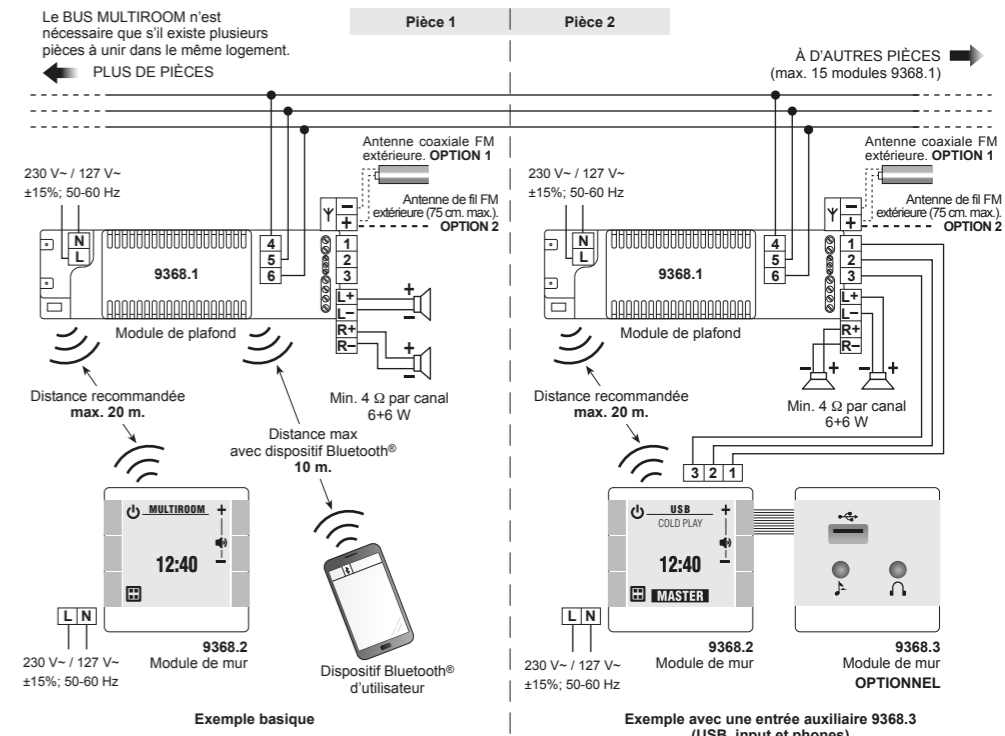 Le BUS MULTIROOM n'est
nécessaire que s'il existe plusieurs
pièces à unir dans le même logement.
PLUS DE PIÈCES
Pièce 1
Pièce 2
À D'AUTRES PIÈCES
(max. 15 modules 9368.1)
230 V~ / 127 V~
±15%; 50-60 Hz
Antenne coaxiale FM
extérieure. OPTION 1
Antenne de fil FM
extérieure (75 cm. max.).
OPTION 2
N
L
9368.1
4
5
6
–
+
1
2
3
L+
L–
R+
R–
+
–
+
–
Module de plafond
Min. 4 Ω par canal
6+6 W
Distance recommandée
max. 20 m.
Distance max
avec dispositif Bluetooth®
10 m.
MULTIROOM
+
–
12:40
L N
230 V~ / 127 V~
±15%; 50-60 Hz
9368.2
Module de mur
Dispositif Bluetooth®
d'utilisateur
Exemple basique
230 V~ / 127 V~
±15%; 50-60 Hz
Antenne coaxiale FM
extérieure. OPTION 1
Antenne de fil FM
extérieure (75 cm. max.).
OPTION 2
N
L
9368.1
4
5
6
–
+
1
2
3
L+
L–
R+
R–
– +
– +
Module de plafond
Min. 4 Ω par canal
6+6 W
Distance recommandée
max. 20 m.
3 2 1
USB
COLD PLAY
+
–
12:40
MASTER
L N
230 V~ / 127 V~
±15%; 50-60 Hz
9368.2
Module de mur
9368.3
Module de mur
OPTIONNEL
Exemple avec une entrée auxiliaire 9368.3
(USB, input et phones)